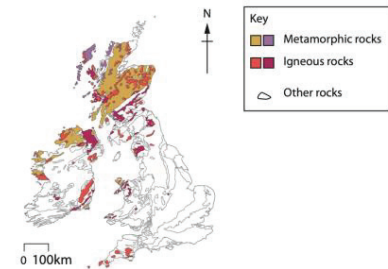 N
Key
Metamorphic rocks
Igneous rocks
Other rocks
0 100km